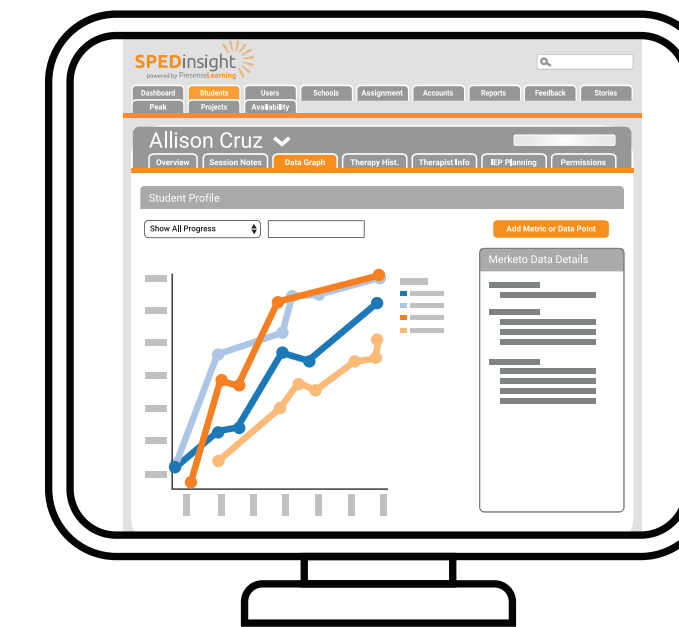 SPEDinsight
powered by PresenceLearning
Dashboard Students Users Schools Assignment Accounts Reports Feedback Stories
Peak Projects Availability
Allison Cruz
Overview Session Notes Data Graph Therapy Hist. Therapist Info IEP Planning Permissions
Student Profile
Show All Progress
Add Metric or Data Point
Merketo Data Details